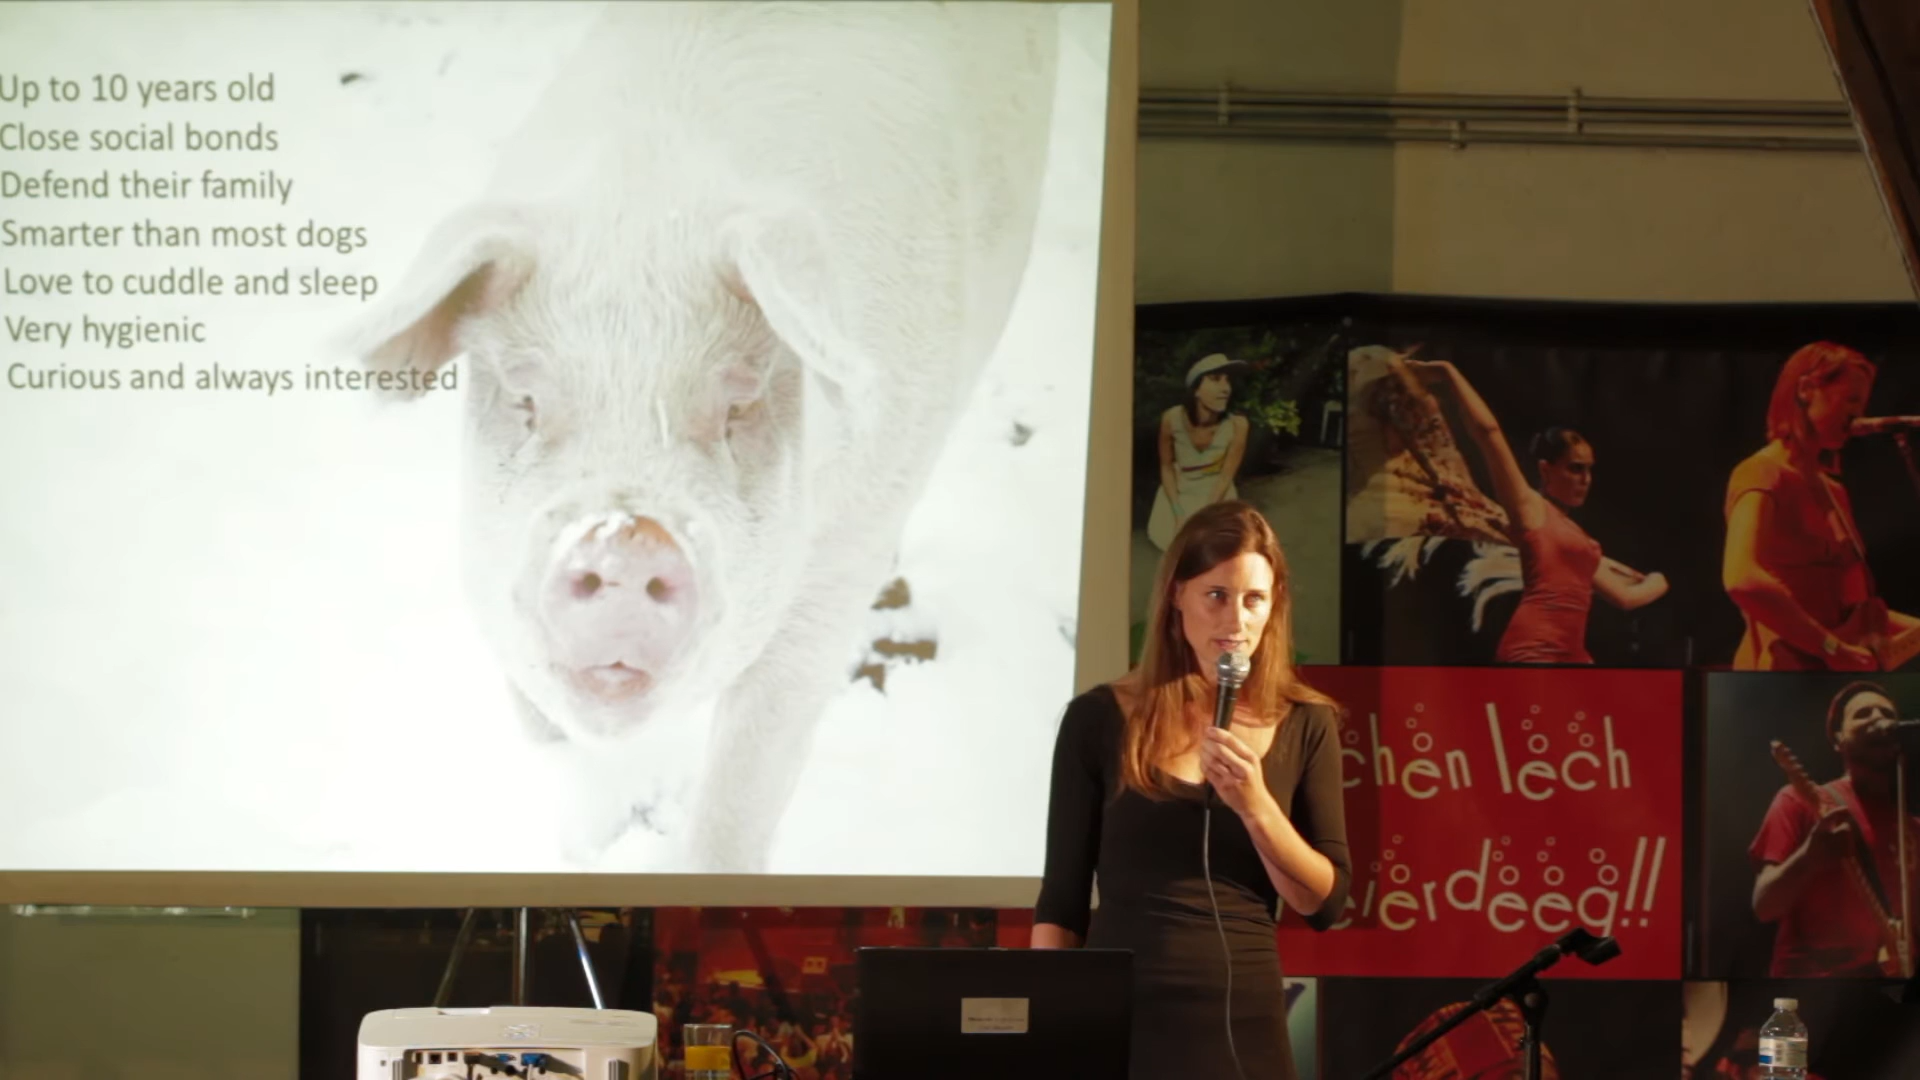 Up to 10 years old
Close social bonds
Defend their family
Smarter than most dogs
Love to cuddle and sleep
Very hygienic
Curious and always interested
chen lech
eierdeeg!!